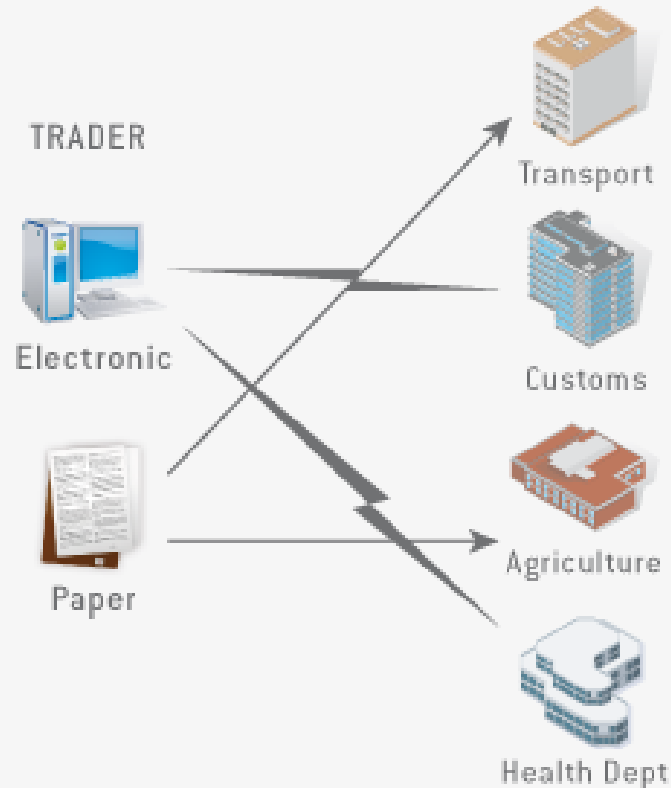 TRADER
Transport
Electronic
Customs
Paper
Agriculture
Health Dept